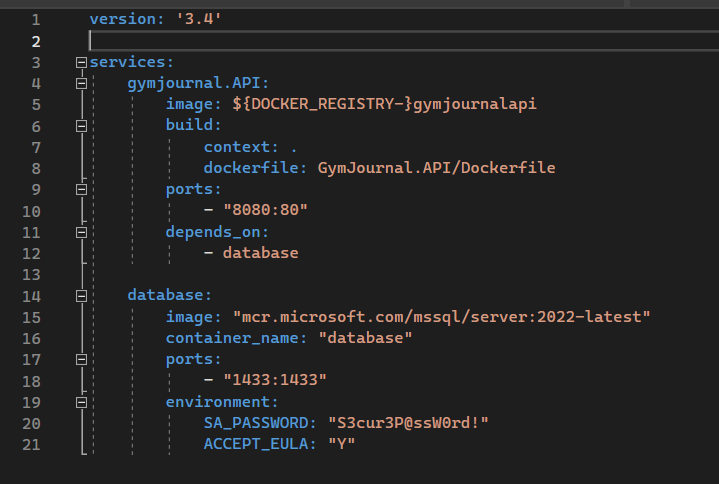 1 version: '3.4'
2
3 services:
4     gymjournal.API:
5         image: ${DOCKER_REGISTRY-}gymjournalapi
6         build:
7             context: .
8             dockerfile: GymJournal.API/Dockerfile
9         ports:
10             - "8080:80"
11         depends_on:
12             - database
13
14     database:
15         image: "mcr.microsoft.com/mssql/server:2022-latest"
16         container_name: "database"
17         ports:
18             - "1433:1433"
19         environment:
20             SA_PASSWORD: "S3cur3P@ssW0rd!"
21             ACCEPT_EULA: "Y"